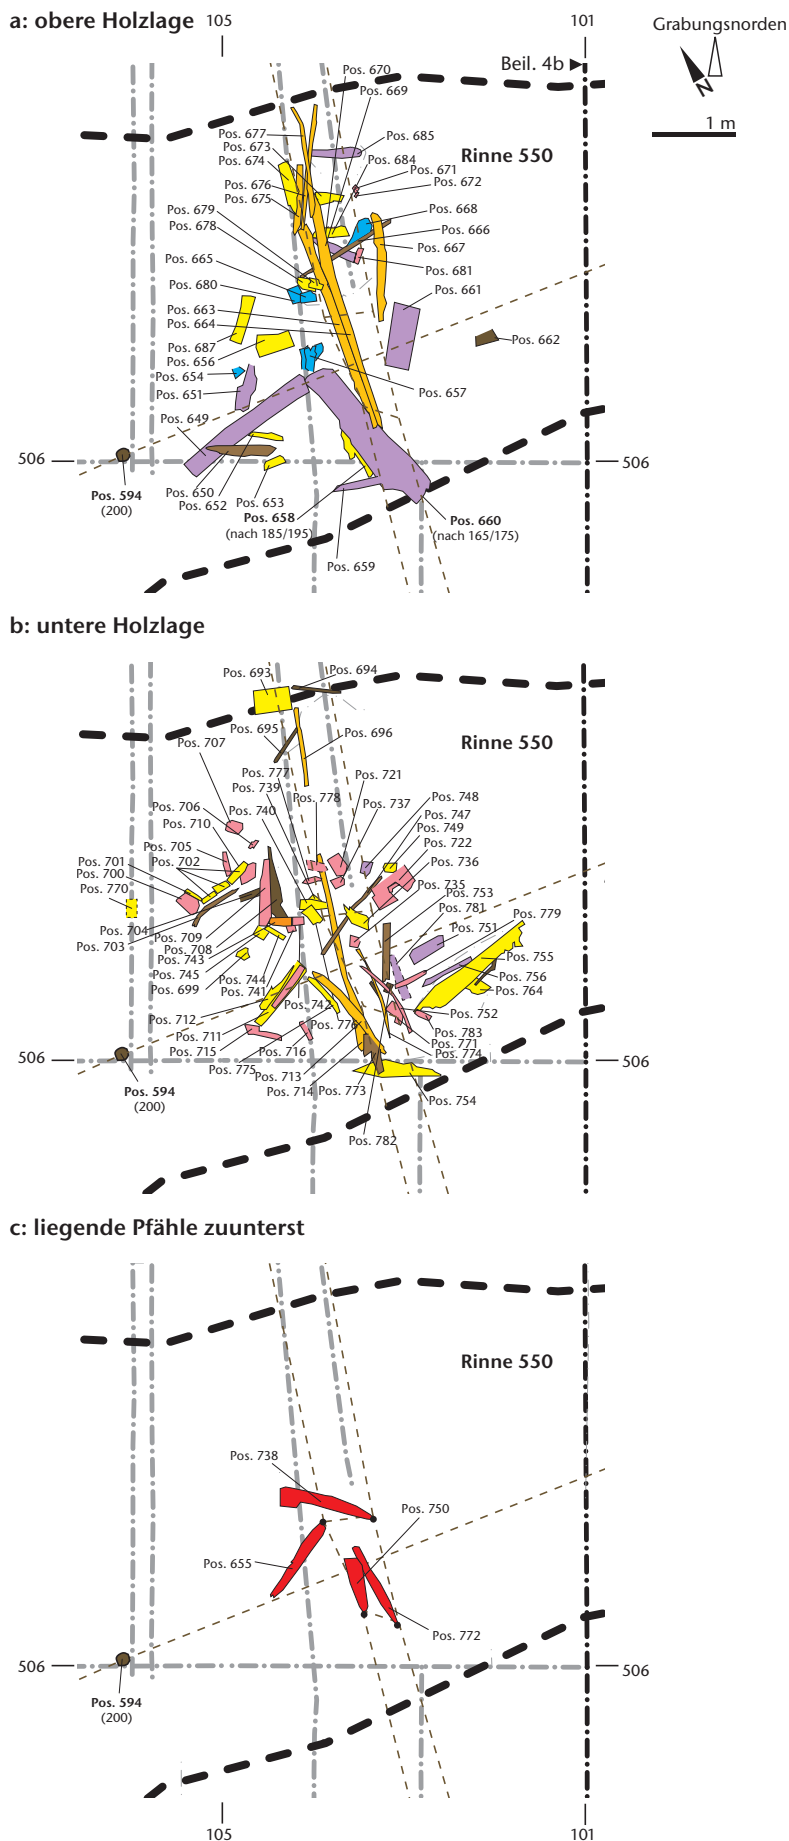 a: obere Holzlage
105
101
Grabungsnorden
N
1 m
Beil. 4b
Rinne 550
Pos. 670
Pos. 669
Pos. 677
Pos. 673
Pos. 674
Pos. 685
Pos. 684
Pos. 671
Pos. 672
Pos. 676
Pos. 675
Pos. 679
Pos. 678
Pos. 668
Pos. 666
Pos. 667
Pos. 665
Pos. 681
Pos. 680
Pos. 661
Pos. 663
Pos. 664
Pos. 662
Pos. 687
Pos. 656
Pos. 654
Pos. 651
Pos. 657
Pos. 649
506
506
Pos. 594
(200)
Pos. 650
Pos. 652
Pos. 653
Pos. 658
(nach 185/195)
Pos. 660
(nach 165/175)
Pos. 659
b: untere Holzlage
Pos. 693
Pos. 694
Pos. 695
Pos. 696
Rinne 550
Pos. 707
Pos. 777
Pos. 739
Pos. 721
Pos. 778
Pos. 737
Pos. 748
Pos. 706
Pos. 740
Pos. 747
Pos. 710
Pos. 749
Pos. 705
Pos. 722
Pos. 701
Pos. 702
Pos. 736
Pos. 700
Pos. 770
Pos. 735
Pos. 753
Pos. 781
Pos. 779
Pos. 704
Pos. 703
Pos. 709
Pos. 751
Pos. 708
Pos. 743
Pos. 755
Pos. 745
Pos. 756
Pos. 699
Pos. 744
Pos. 741
Pos. 764
Pos. 742
Pos. 752
Pos. 712
Pos. 776
Pos. 711
Pos. 783
Pos. 715
Pos. 716
Pos. 771
Pos. 774
506
506
Pos. 775
Pos. 713
Pos. 714
Pos. 773
Pos. 594
(200)
Pos. 754
Pos. 782
c: liegende Pfähle zuunterst
Rinne 550
Pos. 738
Pos. 750
Pos. 655
Pos. 772
506
506
Pos. 594
(200)
105
101